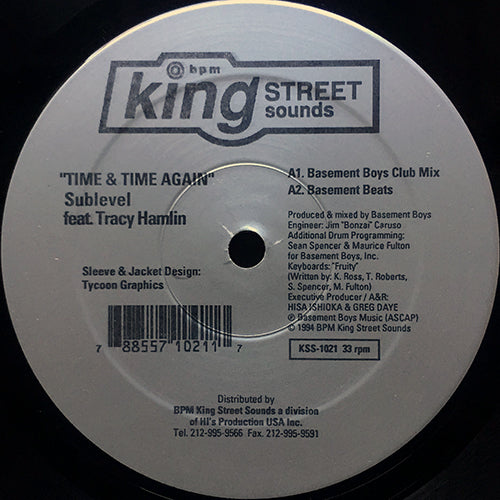 bpm
king STREET
sounds
"TIME & TIME AGAIN"
Sublevel
feat. Tracy Hamlin
A1. Basement Boys Club Mix
A2. Basement Beats
Produced & mixed by Basement Boys
Engineer: Jim "Bonzai" Caruso
Additional Drum Programming:
Sean Spencer & Maurice Fulton
for Basement Boys, Inc.
Keyboards: "Fruity"
(Written by: K. Ross, T. Roberts,
S. Spencer, M. Fulton)
Executive Producer / A&R:
HISA ISHIOKA & GREG DAYE
℗ Basement Boys Music (ASCAP)
© 1994 BPM King Street Sounds
KSS-1021 33 rpm
Sleeve & Jacket Design:
Tycoon Graphics
7 88557 10211 7
Distributed by
BPM King Street Sounds a division
of Hi's Production USA Inc.
Tel. 212-995-9566 Fax. 212-995-9591